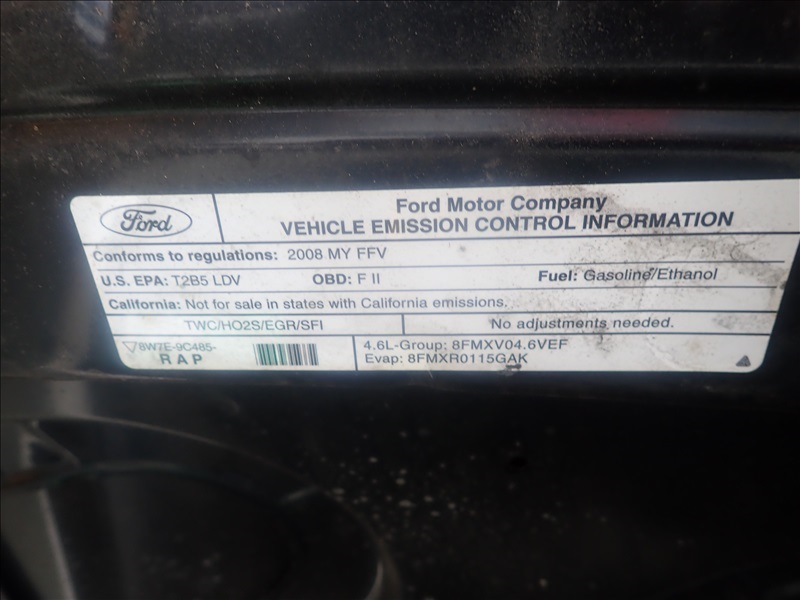 Ford
Ford Motor Company
VEHICLE EMISSION CONTROL INFORMATION
Conforms to regulations: 2008 MY FFV
U.S. EPA: T2B5 LDV OBD: F II Fuel: Gasoline/Ethanol
California: Not for sale in states with California emissions.
TWC/HO2S/EGR/SFI No adjustments needed.
8W7E-9C485-
R A P
4.6L-Group: 8FMXV04.6VEF
Evap: 8FMXR0115GAK